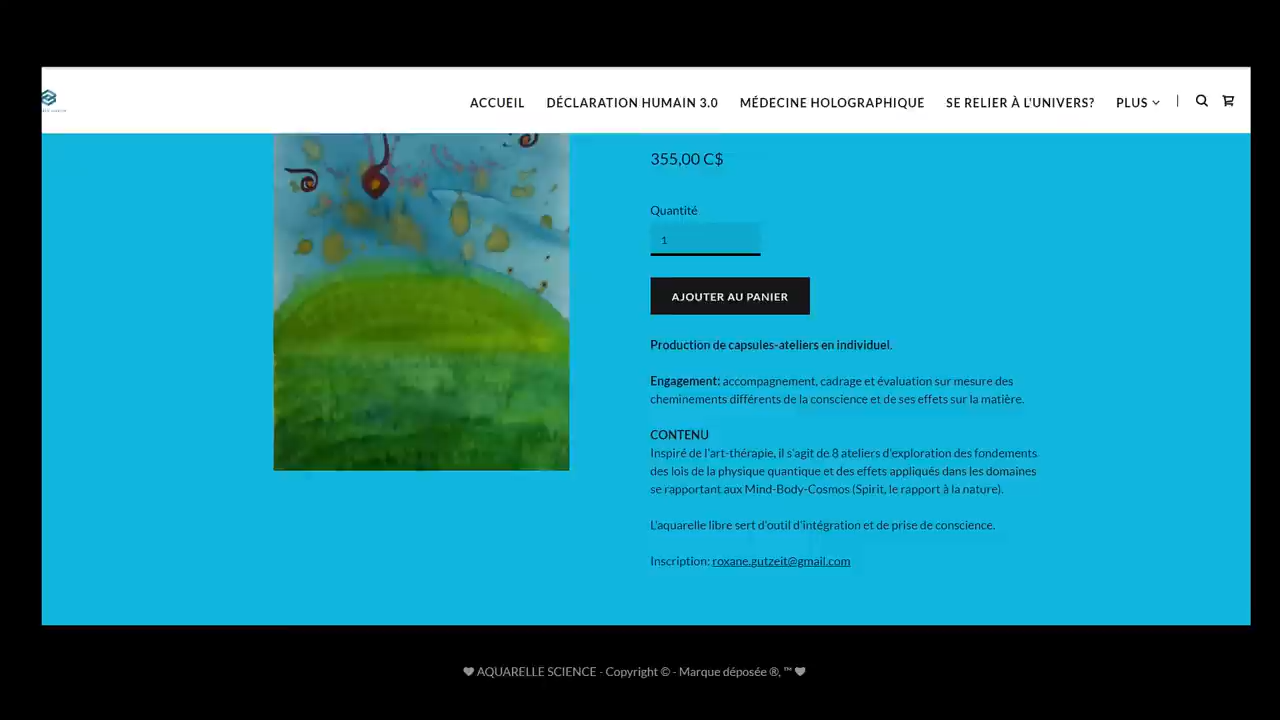 ACCUEIL DÉCLARATION HUMAIN 3.0 MÉDECINE HOLOGRAPHIQUE SE RELIER À L'UNIVERS? PLUS
355,00 C$
Quantité
1
AJOUTER AU PANIER
Production de capsules-ateliers en individuel.
Engagement: accompagnement, cadrage et évaluation sur mesure des
cheminements différents de la conscience et de ses effets sur la matière.
CONTENU
Inspiré de l'art-thérapie, il s'agit de 8 ateliers d'exploration des fondements
des lois de la physique quantique et des effets appliqués dans les domaines
se rapportant aux Mind-Body-Cosmos (Spirit, le rapport à la nature).
L'aquarelle libre sert d'outil d'intégration et de prise de conscience.
Inscription: roxane.gutzeit@gmail.com
♥ AQUARELLE SCIENCE - Copyright © - Marque déposée ®, ™ ♥